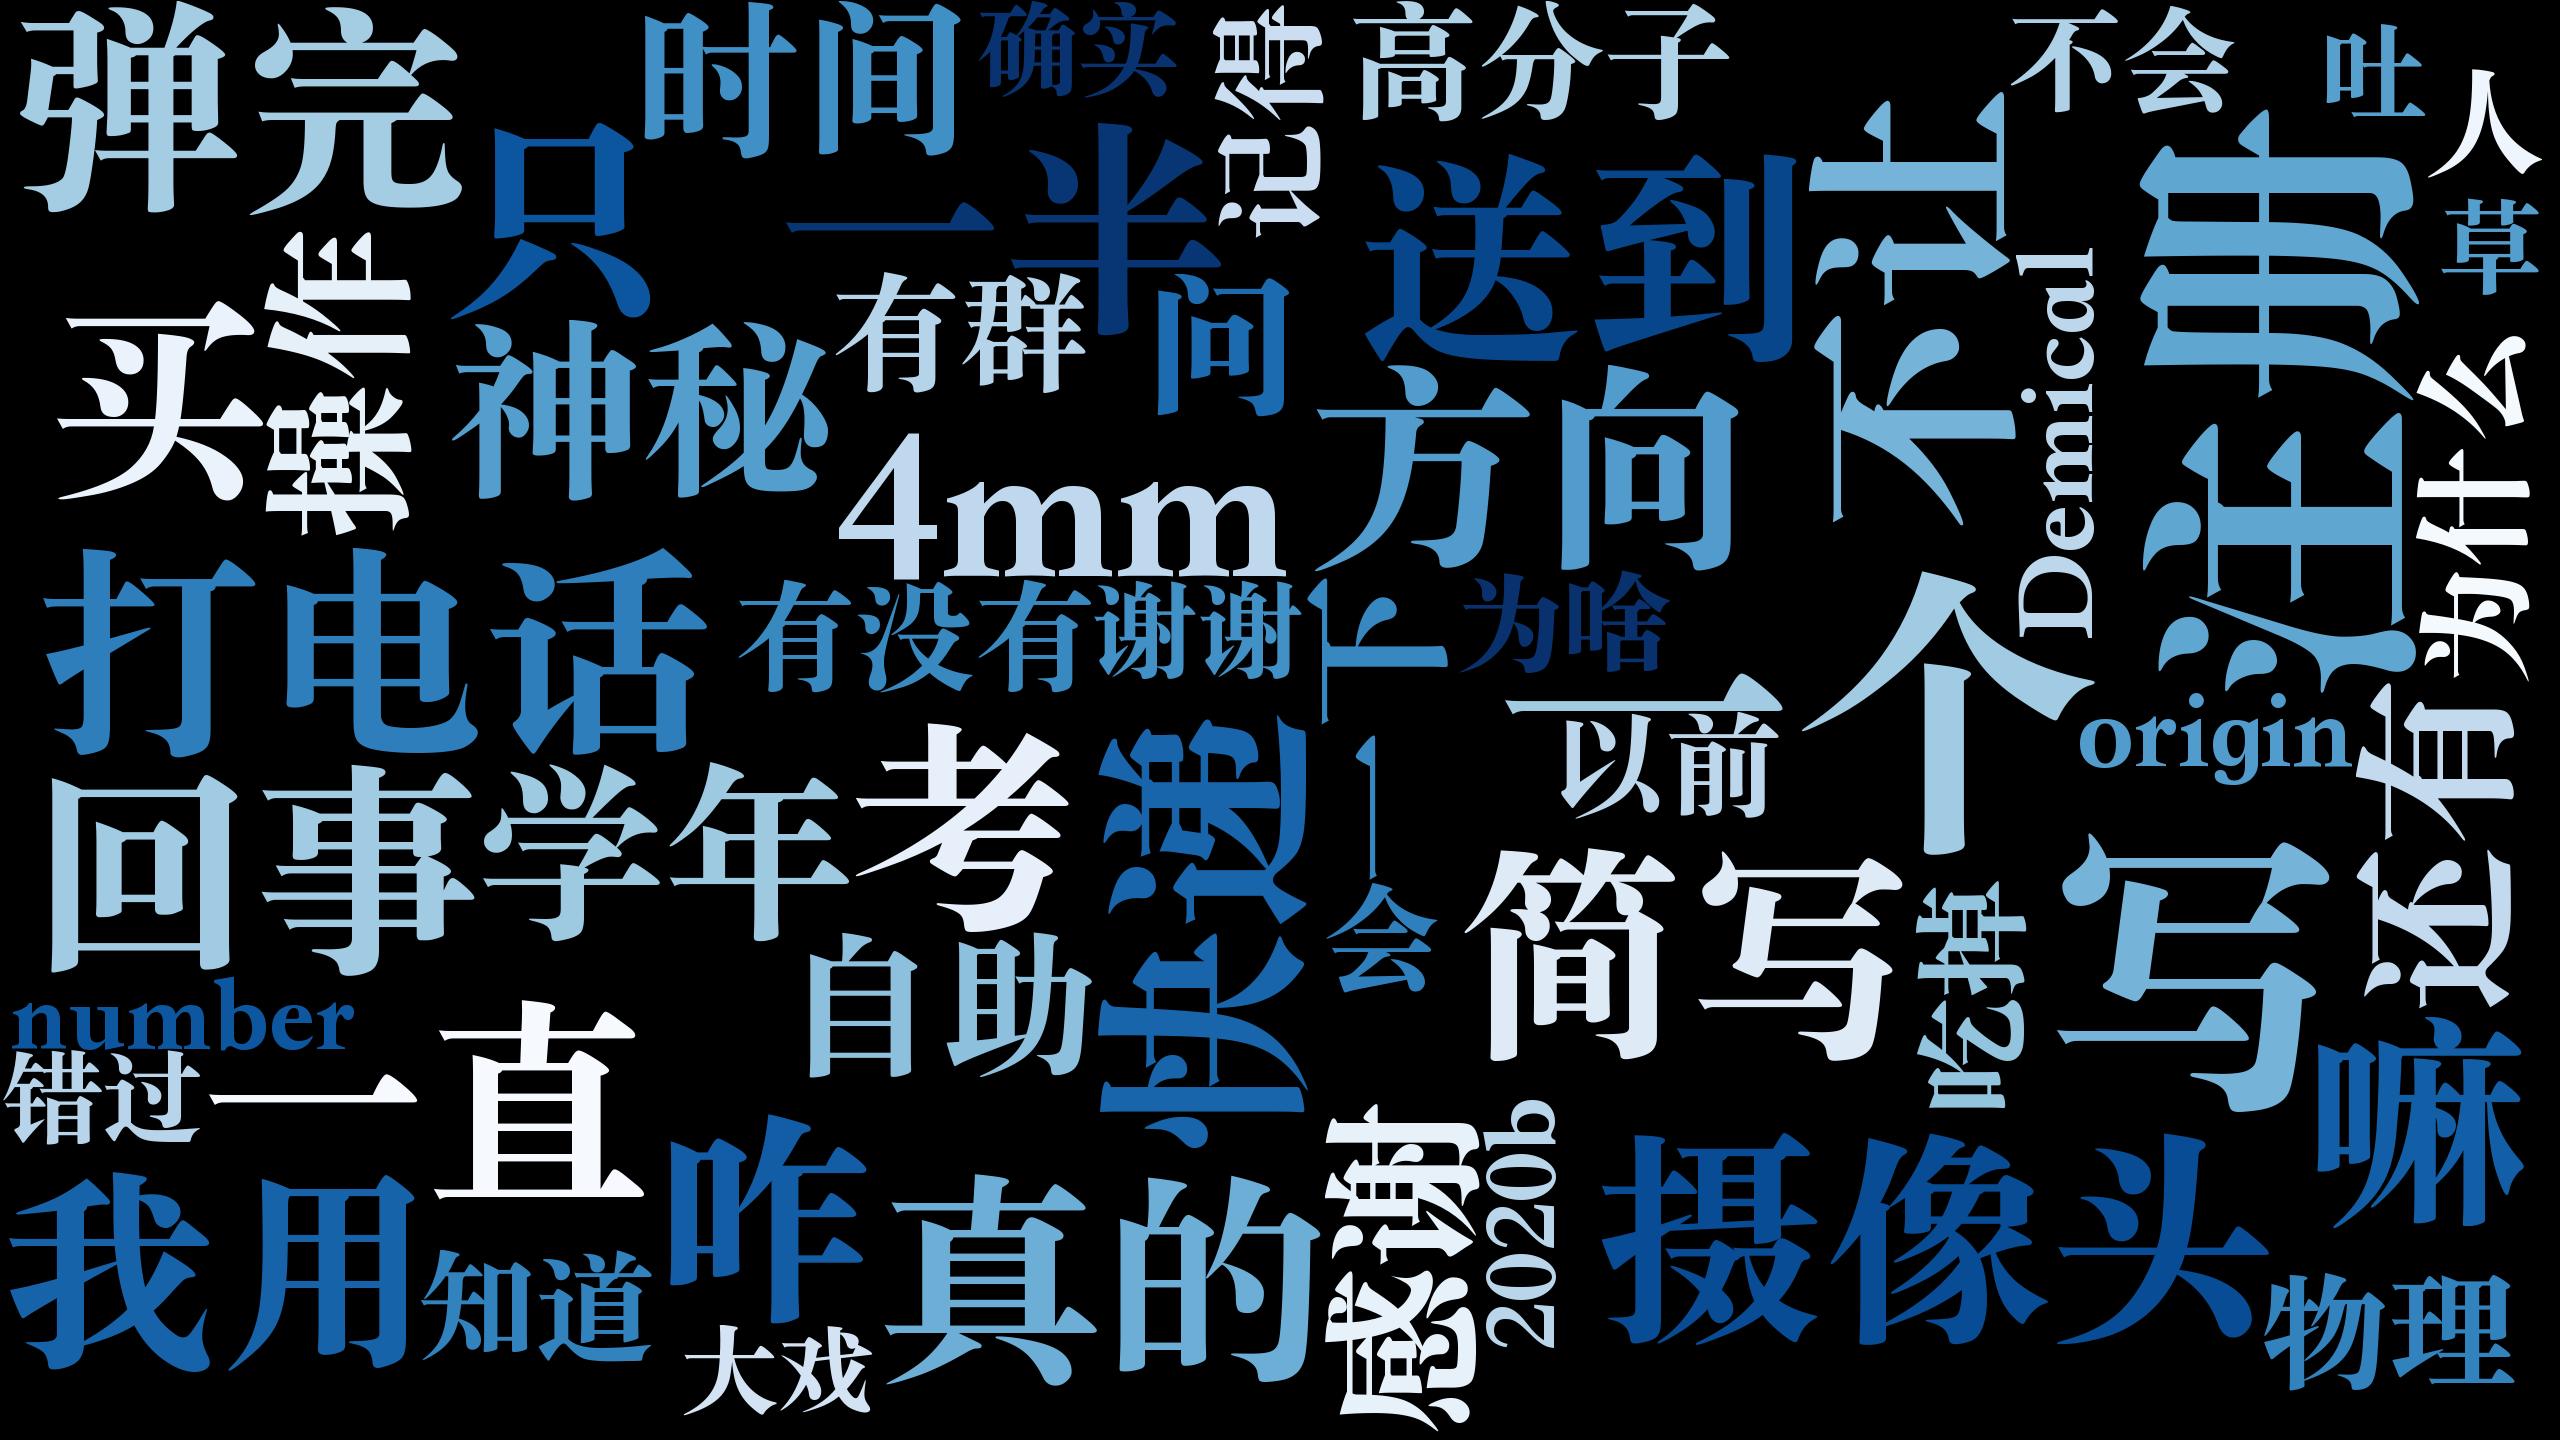 弹完
时间
确实
记得
高分子
不会
吐
人
只
一半
送到
不让
注册
草
操作
买
神秘
有群
问
方向
Demical
为什么
4mm
打电话
有没有
谢谢
一下
为啥
一个
以前
origin
还有
回事
学年
考
快递
会
简写
吃掉
写
自助
number
错过
一直
嘛
我用
知道
咋
真的
感谢
2020b
摄像头
大戏
物理